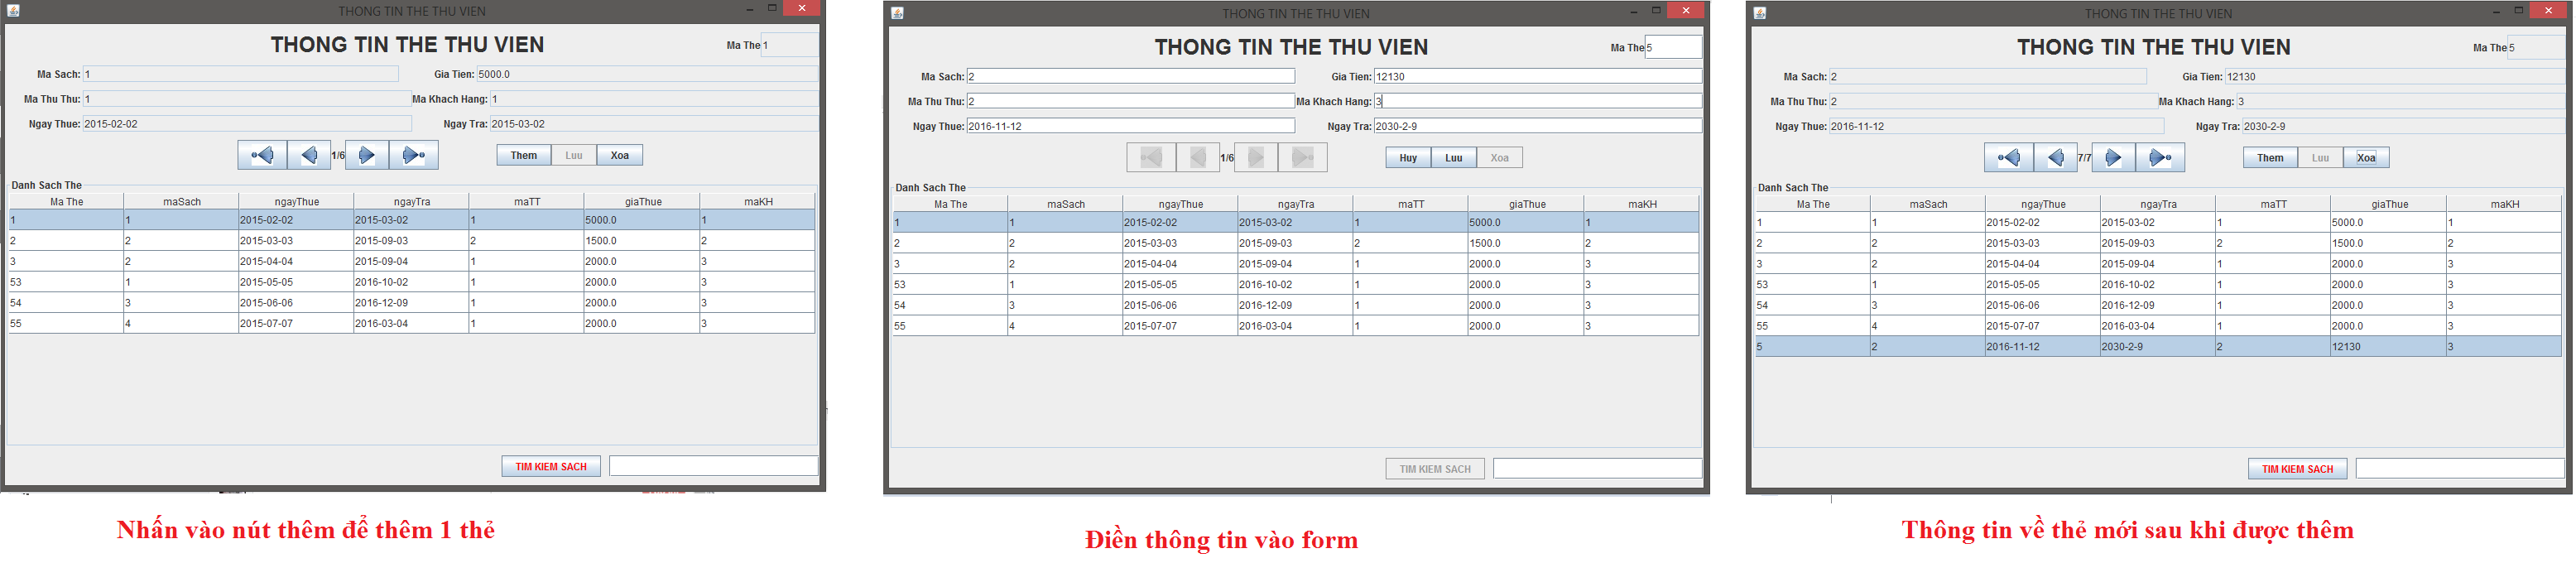 THONG TIN THE THU VIEN
THONG TIN THE THU VIEN
Ma The 1
Ma Sach: 1 Gia Tien: 5000.0
Ma Thu Thu: 1 Ma Khach Hang: 1
Ngay Thue: 2015-02-02 Ngay Tra: 2015-03-02
1/6 Them Luu Xoa
Danh Sach The
Ma The maSach ngayThue ngayTra maTT giaThue maKH
1 1 2015-02-02 2015-03-02 1 5000.0 1
2 2 2015-03-03 2015-09-03 2 1500.0 2
3 2 2015-04-04 2015-09-04 1 2000.0 3
53 1 2015-05-05 2016-10-02 1 2000.0 3
54 3 2015-06-06 2016-12-09 1 2000.0 3
55 4 2015-07-07 2016-03-04 1 2000.0 3
TIM KIEM SACH
Nhấn vào nút thêm để thêm 1 thẻ
THONG TIN THE THU VIEN
THONG TIN THE THU VIEN
Ma The 5
Ma Sach: 2 Gia Tien: 12130
Ma Thu Thu: 2 Ma Khach Hang: 3
Ngay Thue: 2016-11-12 Ngay Tra: 2030-2-9
1/6 Huy Luu Xoa
Danh Sach The
Ma The maSach ngayThue ngayTra maTT giaThue maKH
1 1 2015-02-02 2015-03-02 1 5000.0 1
2 2 2015-03-03 2015-09-03 2 1500.0 2
3 2 2015-04-04 2015-09-04 1 2000.0 3
53 1 2015-05-05 2016-10-02 1 2000.0 3
54 3 2015-06-06 2016-12-09 1 2000.0 3
55 4 2015-07-07 2016-03-04 1 2000.0 3
TIM KIEM SACH
Điền thông tin vào form
THONG TIN THE THU VIEN
THONG TIN THE THU VIEN
Ma The 5
Ma Sach: 2 Gia Tien: 12130
Ma Thu Thu: 2 Ma Khach Hang: 3
Ngay Thue: 2016-11-12 Ngay Tra: 2030-2-9
7/7 Them Luu Xoa
Danh Sach The
Ma The maSach ngayThue ngayTra maTT giaThue maKH
1 1 2015-02-02 2015-03-02 1 5000.0 1
2 2 2015-03-03 2015-09-03 2 1500.0 2
3 2 2015-04-04 2015-09-04 1 2000.0 3
53 1 2015-05-05 2016-10-02 1 2000.0 3
54 3 2015-06-06 2016-12-09 1 2000.0 3
55 4 2015-07-07 2016-03-04 1 2000.0 3
5 2 2016-11-12 2030-2-9 2 12130 3
TIM KIEM SACH
Thông tin về thẻ mới sau khi được thêm